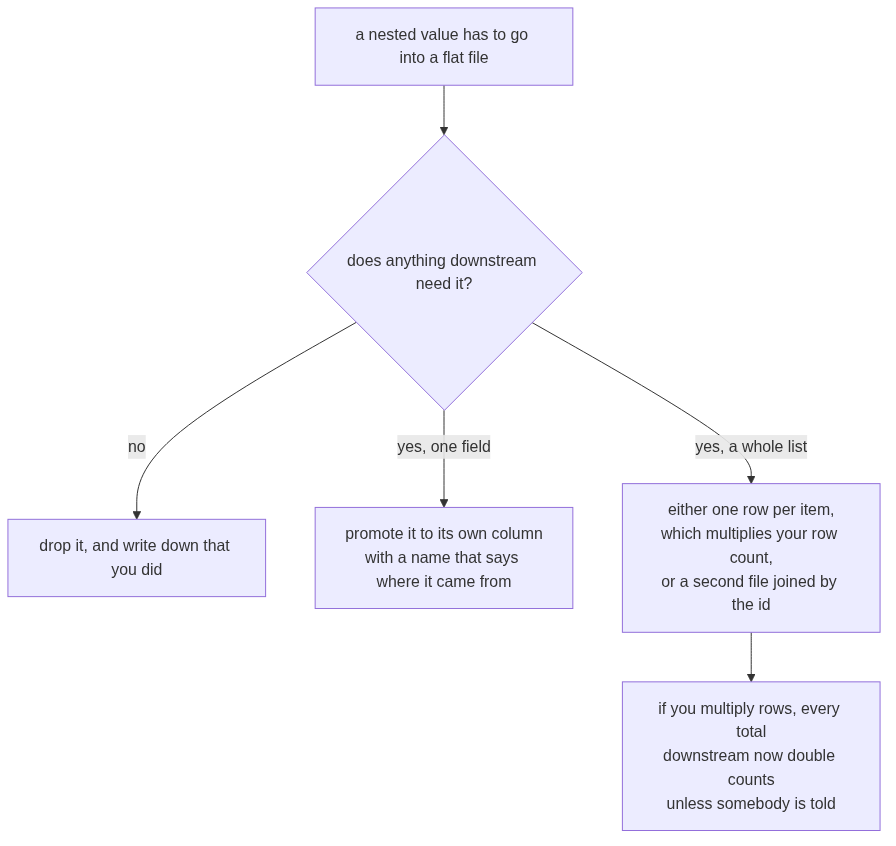 a nested value has to go
into a flat file
does anything downstream
need it?
no
yes, one field
yes, a whole list
drop it, and write down that
you did
promote it to its own column
with a name that says
where it came from
either one row per item,
which multiplies your row
count,
or a second file joined by
the id
if you multiply rows, every
total
downstream now double
counts
unless somebody is told